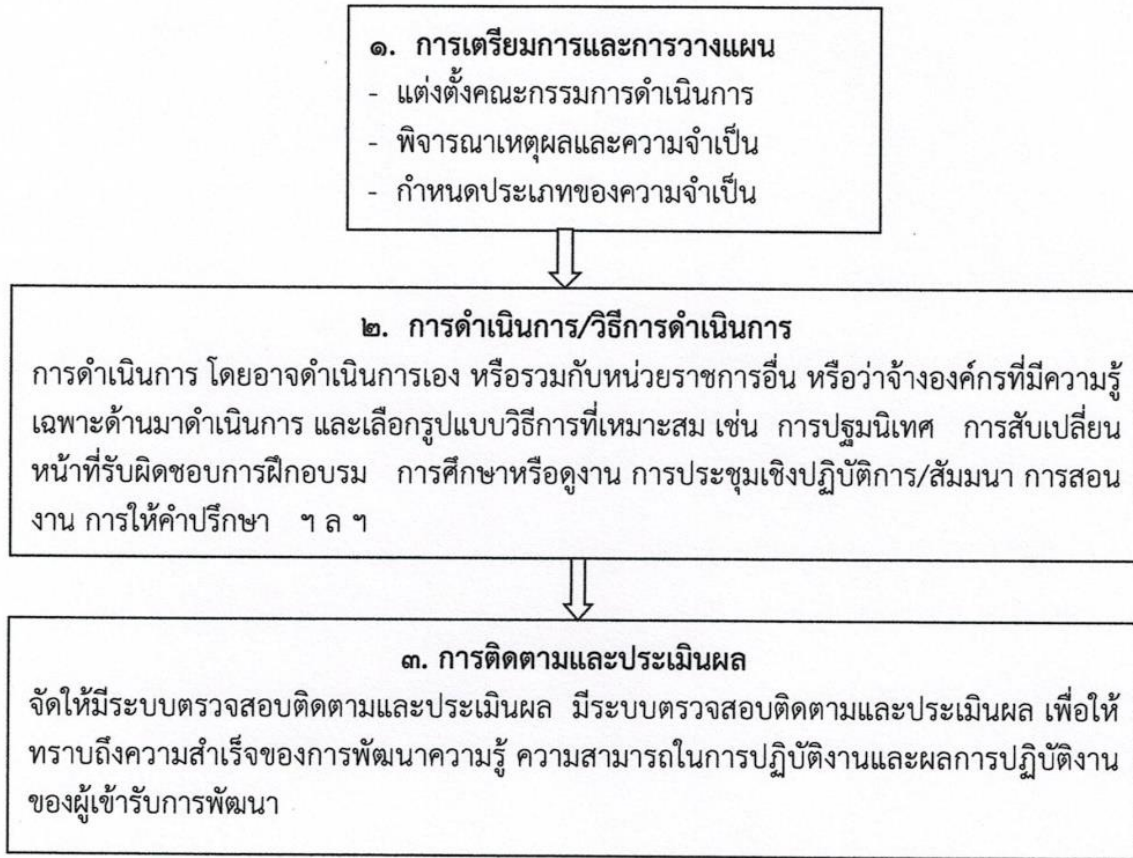 ๑. การเตรียมการและการวางแผน
- แต่งตั้งคณะกรรมการดำเนินการ
- พิจารณาเหตุผลและความจำเป็น
- กำหนดประเภทของความจำเป็น
๒. การดำเนินการ/วิธีการดำเนินการ
การดำเนินการ โดยอาจดำเนินการเอง หรือรวมกับหน่วยราชการอื่น หรือว่าจ้างองค์กรที่มีความรู้
เฉพาะด้านมาดำเนินการ และเลือกรูปแบบวิธีการที่เหมาะสม เช่น การปฐมนิเทศ การสับเปลี่ยน
หน้าที่รับผิดชอบการฝึกอบรม การศึกษาหรือดูงาน การประชุมเชิงปฏิบัติการ/สัมมนา การสอน
งาน การให้คำปรึกษา ฯ ล ฯ
๓. การติดตามและประเมินผล
จัดให้มีระบบตรวจสอบติดตามและประเมินผล มีระบบตรวจสอบติดตามและประเมินผล เพื่อให้
ทราบถึงความสำเร็จของการพัฒนาความรู้ ความสามารถในการปฏิบัติงานและผลการปฏิบัติงาน
ของผู้เข้ารับการพัฒนา